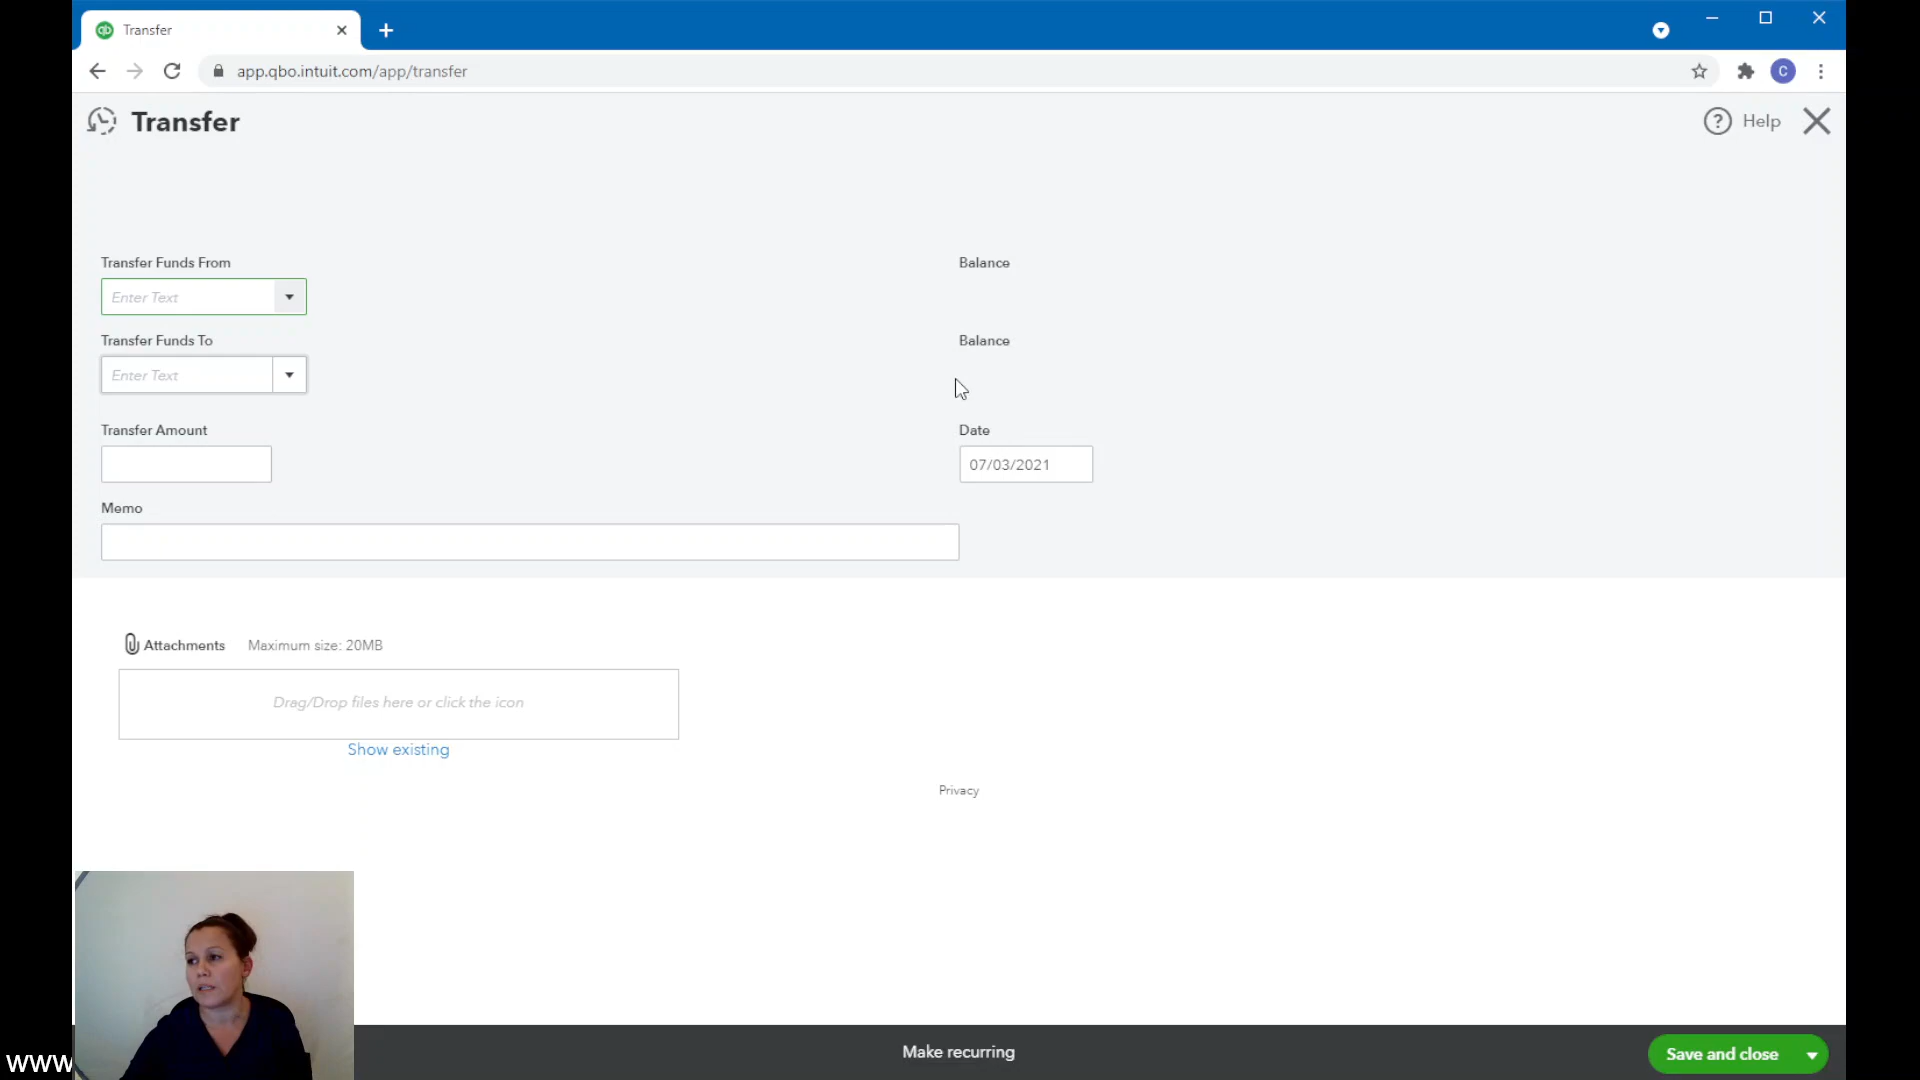 qb Transfer
app.qbo.intuit.com/app/transfer
C
Transfer
? Help
Transfer Funds From
Balance
Enter Text
Transfer Funds To
Balance
Enter Text
Transfer Amount
Date
07/03/2021
Memo
Attachments Maximum size: 20MB
Drag/Drop files here or click the icon
Show existing
Privacy
Make recurring
Save and close
www